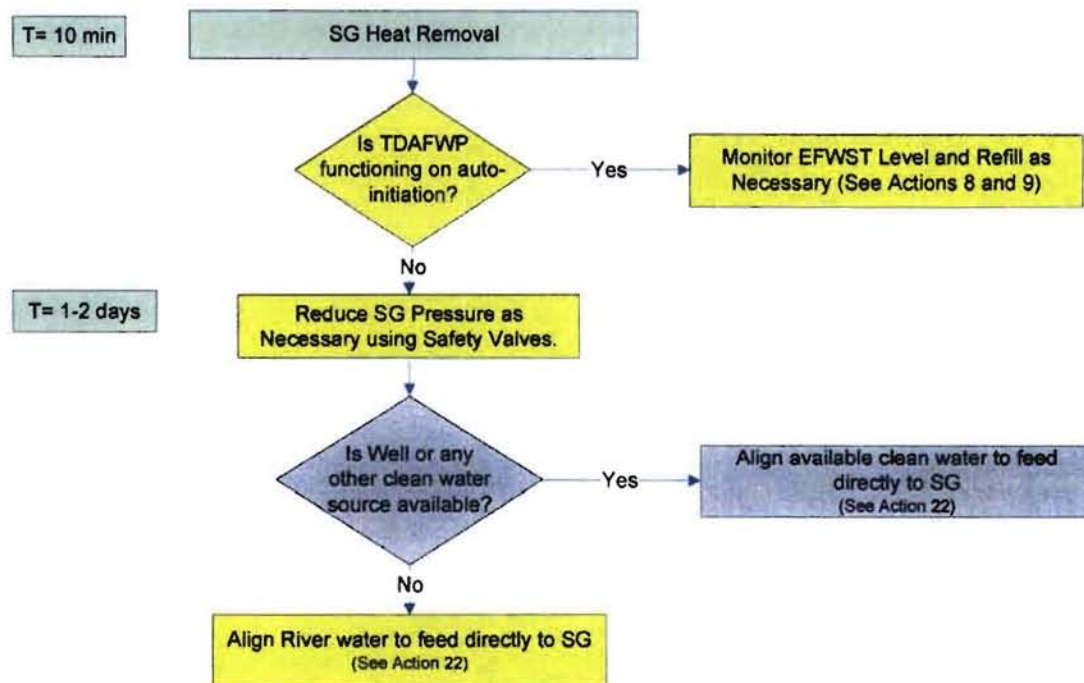 T= 10 min
SG Heat Removal
Is TDAFWP
functioning on auto-
initiation?
Yes
Monitor EFWST Level and Refill as
Necessary (See Actions 8 and 9)
No
T= 1-2 days
Reduce SG Pressure as
Necessary using Safety Valves.
Is Well or any
other clean water
source available?
Yes
Align available clean water to feed
directly to SG
(See Action 22)
No
Align River water to feed directly to SG
(See Action 22)